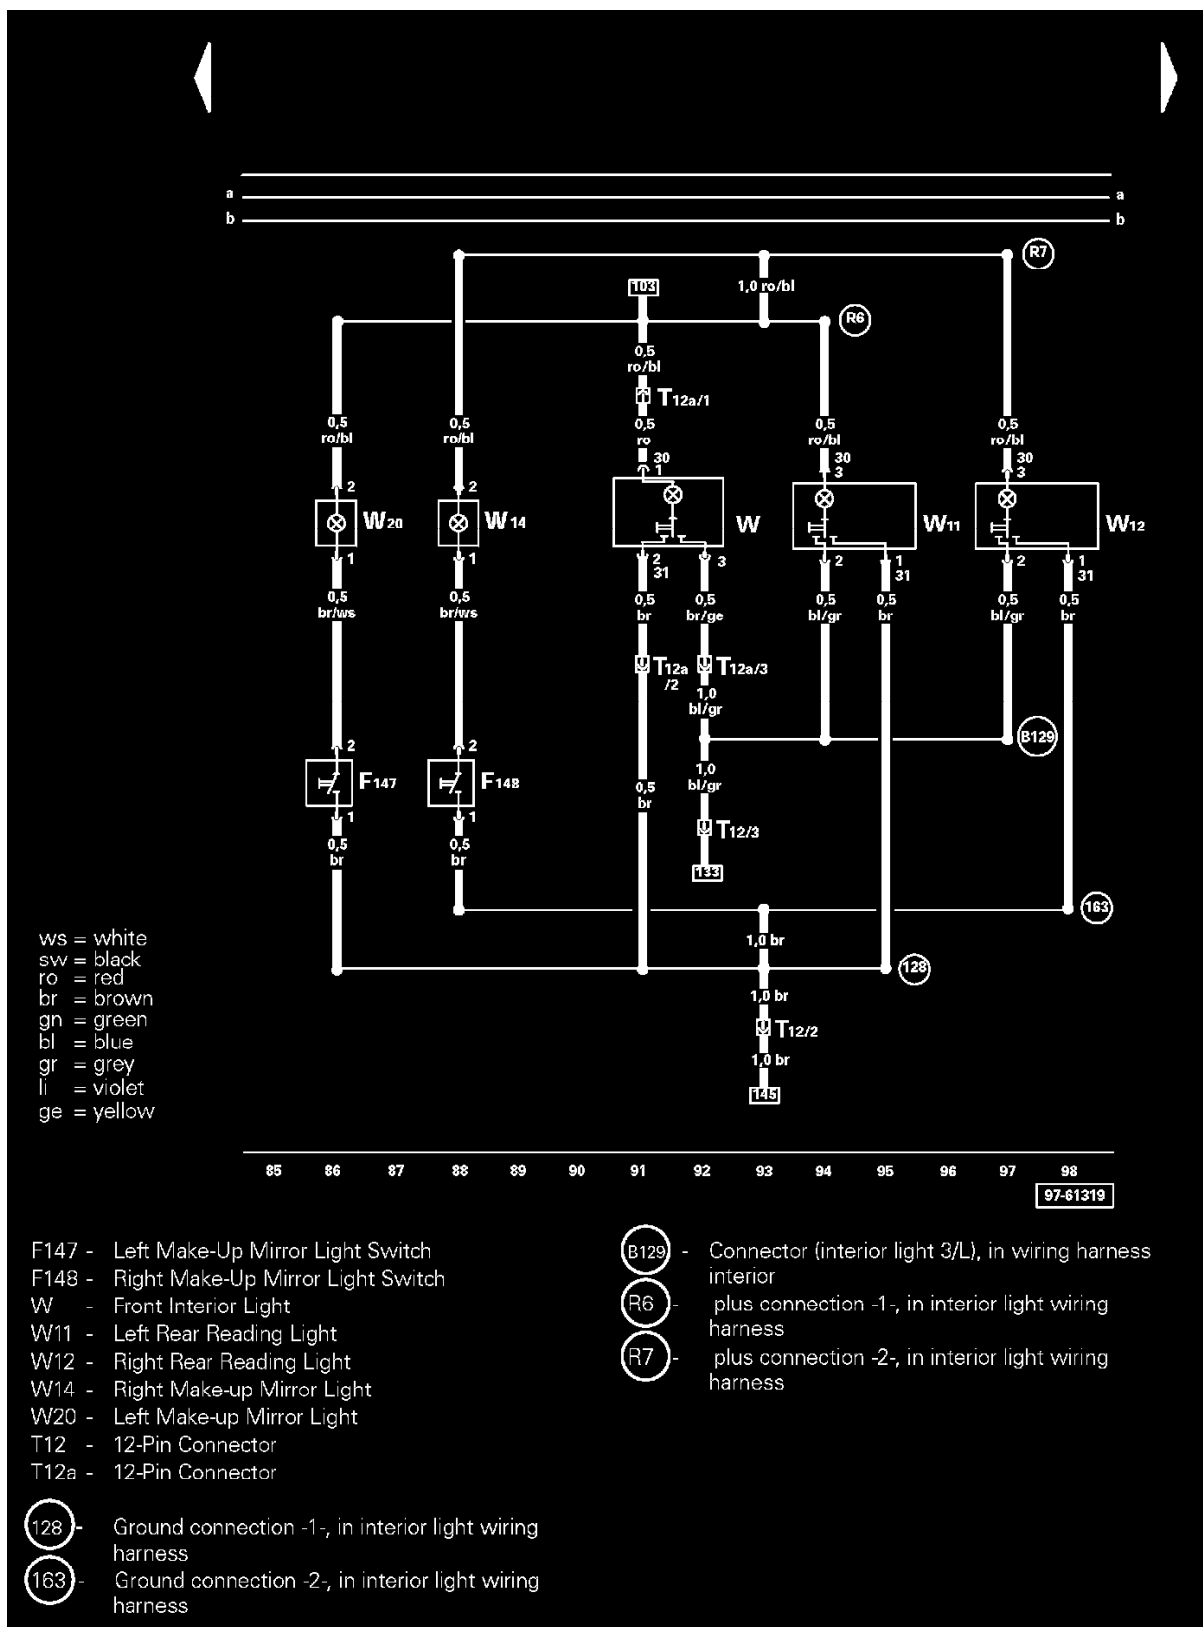 a a
b b
R7
103
1,0 ro/bl
R6
0,5
ro/bl
T12a/1
0,5
ro/bl
0,5
ro/bl
0,5
ro
0,5
ro/bl
0,5
ro/bl
30
1
30
3
30
3
2
2
W20
W14
W
W11
W12
1
1
2
31
3
2
1
31
2
1
31
0,5
br/ws
0,5
br/ws
0,5
br
0,5
br/ge
0,5
bl/gr
0,5
br
0,5
bl/gr
0,5
br
T12a
/2
T12a/3
1,0
bl/gr
B129
2
2
F147
F148
1,0
bl/gr
0,5
br
1
1
T12/3
0,5
br
0,5
br
133
163
1,0 br
128
1,0 br
T12/2
1,0 br
145
ws = white
sw = black
ro = red
br = brown
gn = green
bl = blue
gr = grey
li = violet
ge = yellow
85 86 87 88 89 90 91 92 93 94 95 96 97 98
97-61319
F147 - Left Make-Up Mirror Light Switch
F148 - Right Make-Up Mirror Light Switch
W - Front Interior Light
W11 - Left Rear Reading Light
W12 - Right Rear Reading Light
W14 - Right Make-up Mirror Light
W20 - Left Make-up Mirror Light
T12 - 12-Pin Connector
T12a - 12-Pin Connector
128 - Ground connection -1-, in interior light wiring
harness
163 - Ground connection -2-, in interior light wiring
harness
B129 - Connector (interior light 3/L), in wiring harness
interior
R6 - plus connection -1-, in interior light wiring
harness
R7 - plus connection -2-, in interior light wiring
harness